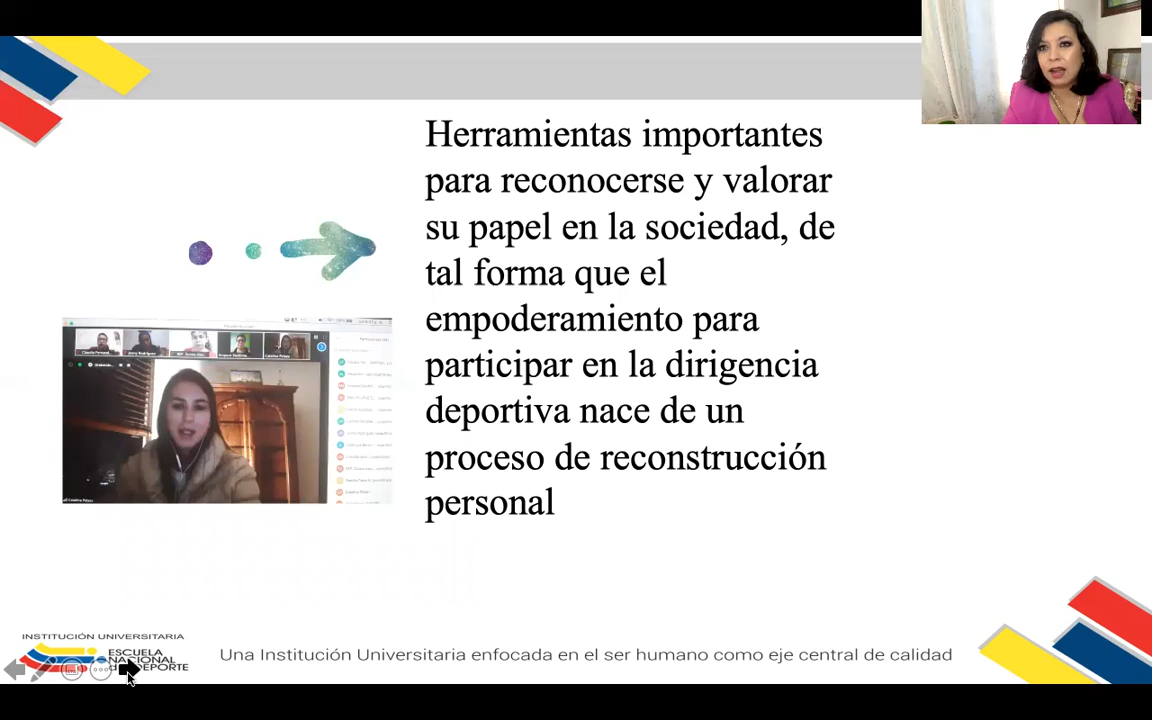 Herramientas importantes
para reconocerse y valorar
su papel en la sociedad, de
tal forma que el
empoderamiento para
participar en la dirigencia
deportiva nace de un
proceso de reconstrucción
personal
INSTITUCIÓN UNIVERSITARIA
ESCUELA
NACIONAL
DEPORTE
Una Institución Universitaria enfocada en el ser humano como eje central de calidad